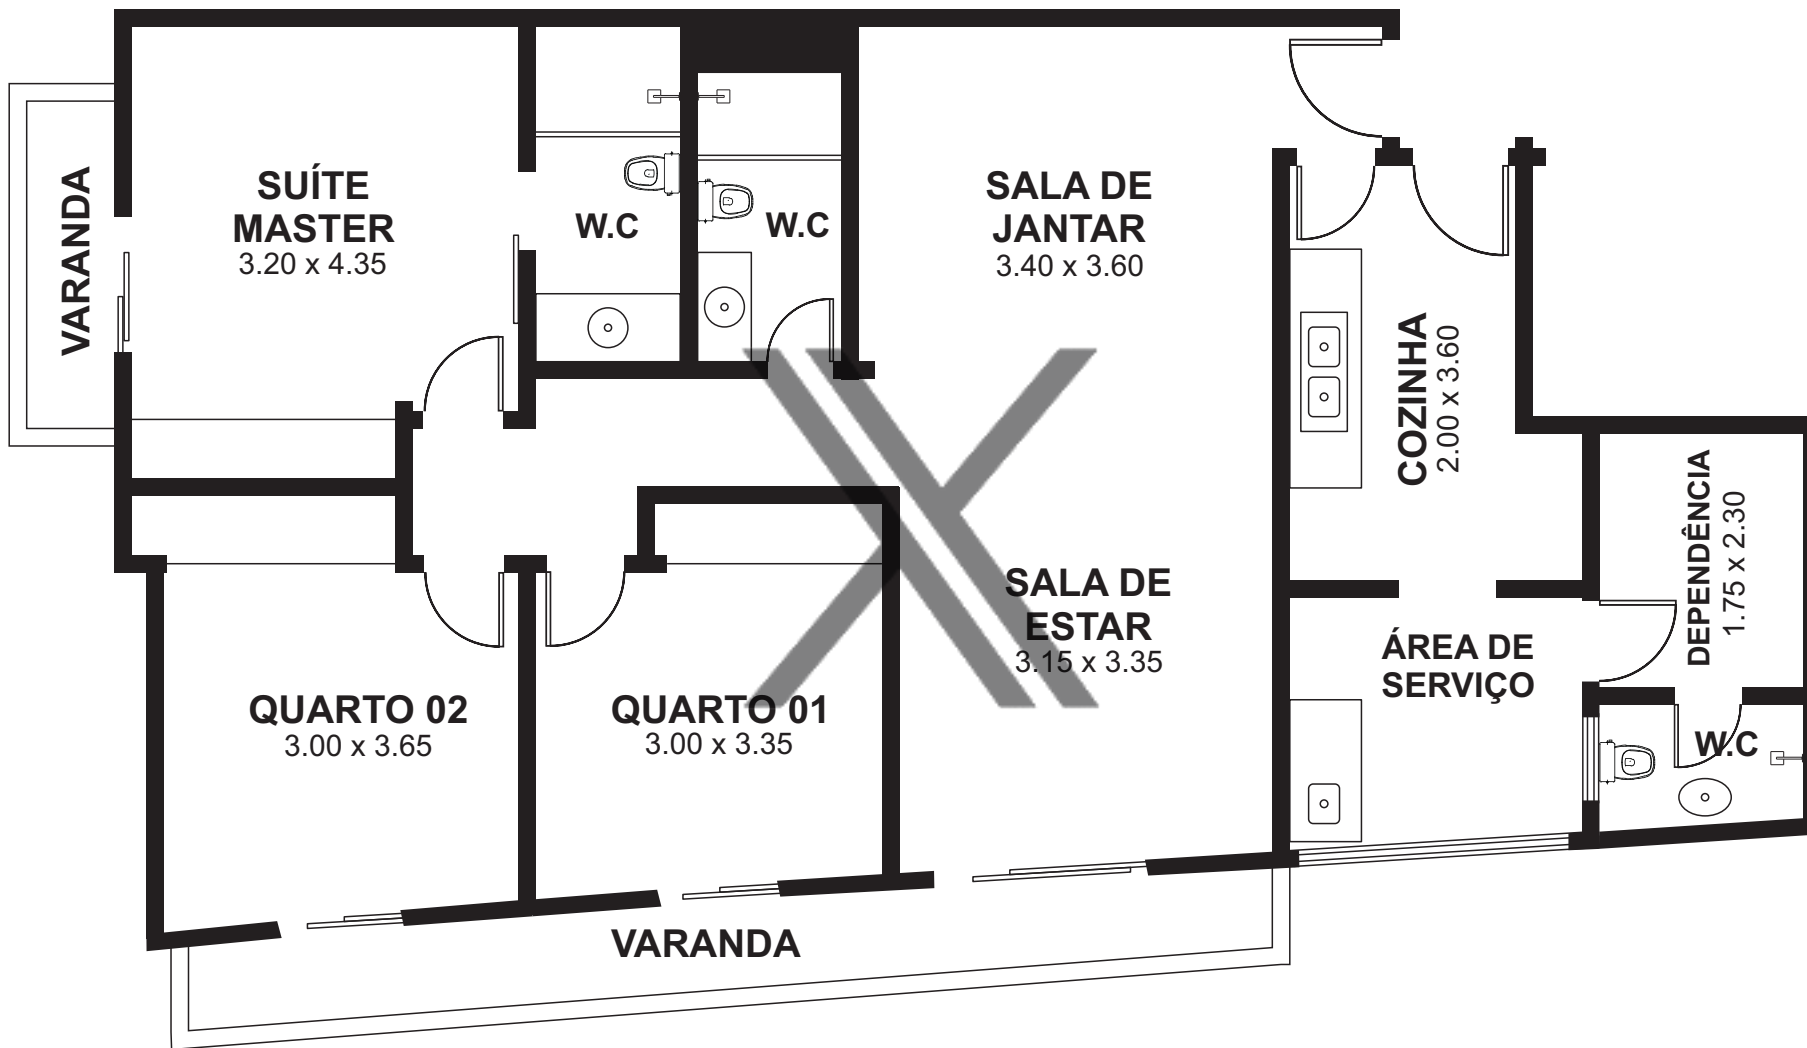 VARANDA
SUÍTE
MASTER
3.20 x 4.35
W.C
W.C
SALA DE
JANTAR
3.40 x 3.60
COZINHA
2.00 x 3.60
DEPENDÊNCIA
1.75 x 2.30
SALA DE
ESTAR
3.15 x 3.35
ÁREA DE
SERVIÇO
W.C
QUARTO 02
3.00 x 3.65
QUARTO 01
3.00 x 3.35
VARANDA